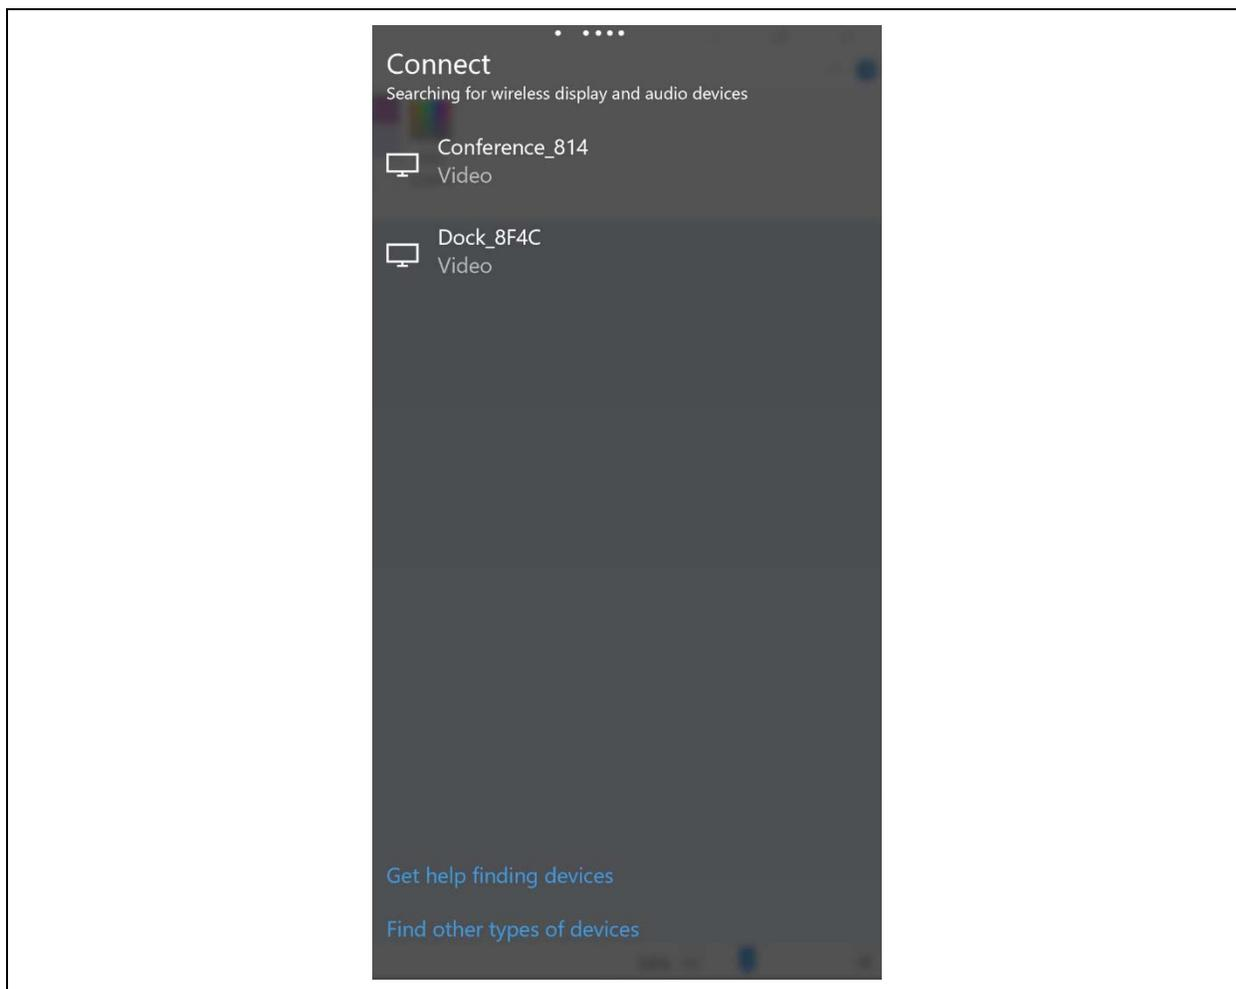 Connect
Searching for wireless display and audio devices
Conference_814
Video
Dock_8F4C
Video
Get help finding devices
Find other types of devices